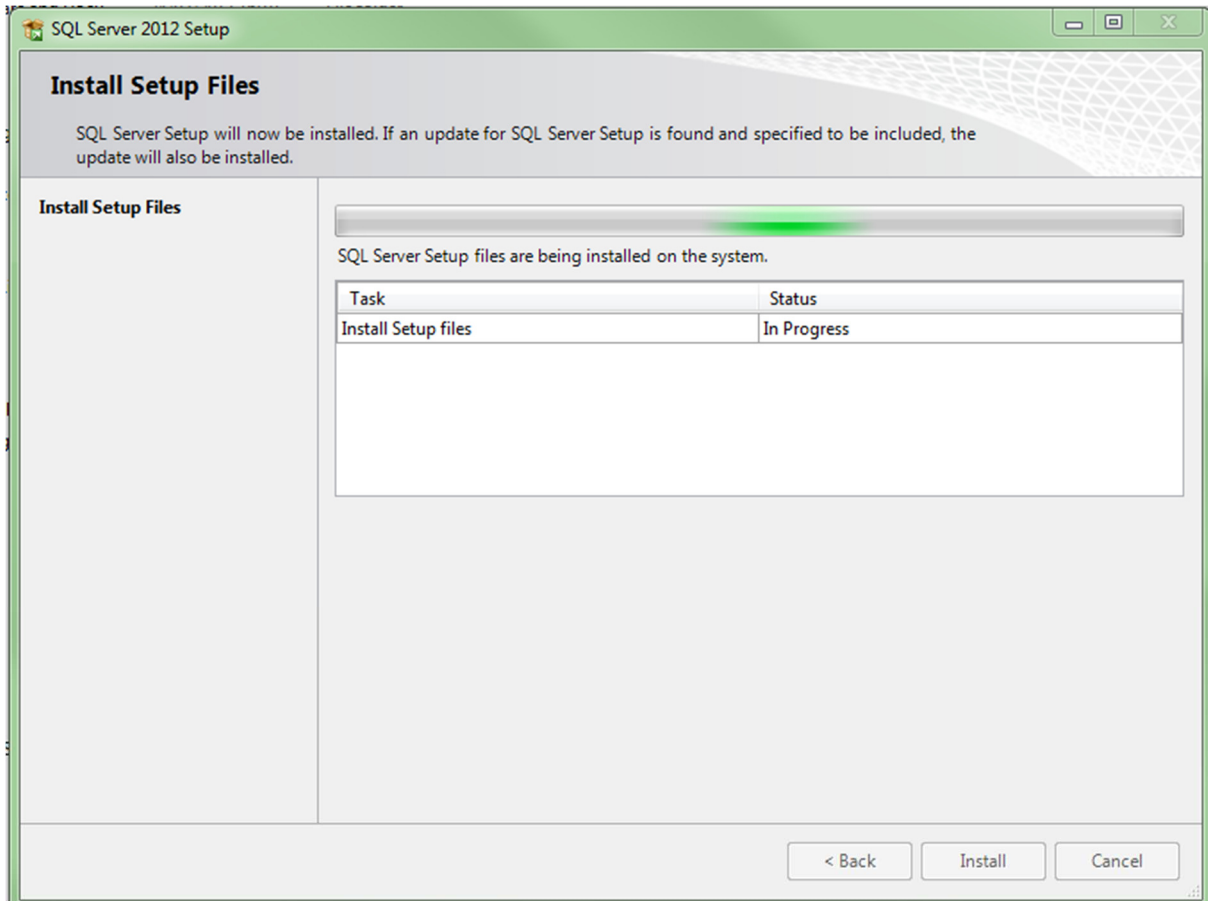 SQL Server 2012 Setup
Install Setup Files
SQL Server Setup will now be installed. If an update for SQL Server Setup is found and specified to be included, the
update will also be installed.
Install Setup Files
SQL Server Setup files are being installed on the system.
Task Status
Install Setup files In Progress
< Back Install Cancel